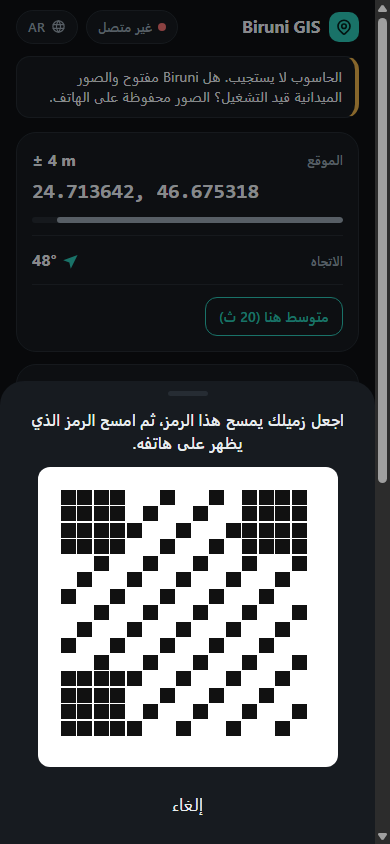 Biruni GIS
غير متصل
AR
الحاسوب لا يستجيب. هل Biruni مفتوح والصور
الميدانية قيد التشغيل؟ الصور محفوظة على الهاتف.
الموقع
± 4 m
24.713642, 46.675318
الاتجاه
48°
متوسط هنا (20 ث)
اجعل زميلك يمسح هذا الرمز، ثم امسح الرمز الذي
يظهر على هاتفه.
إلغاء